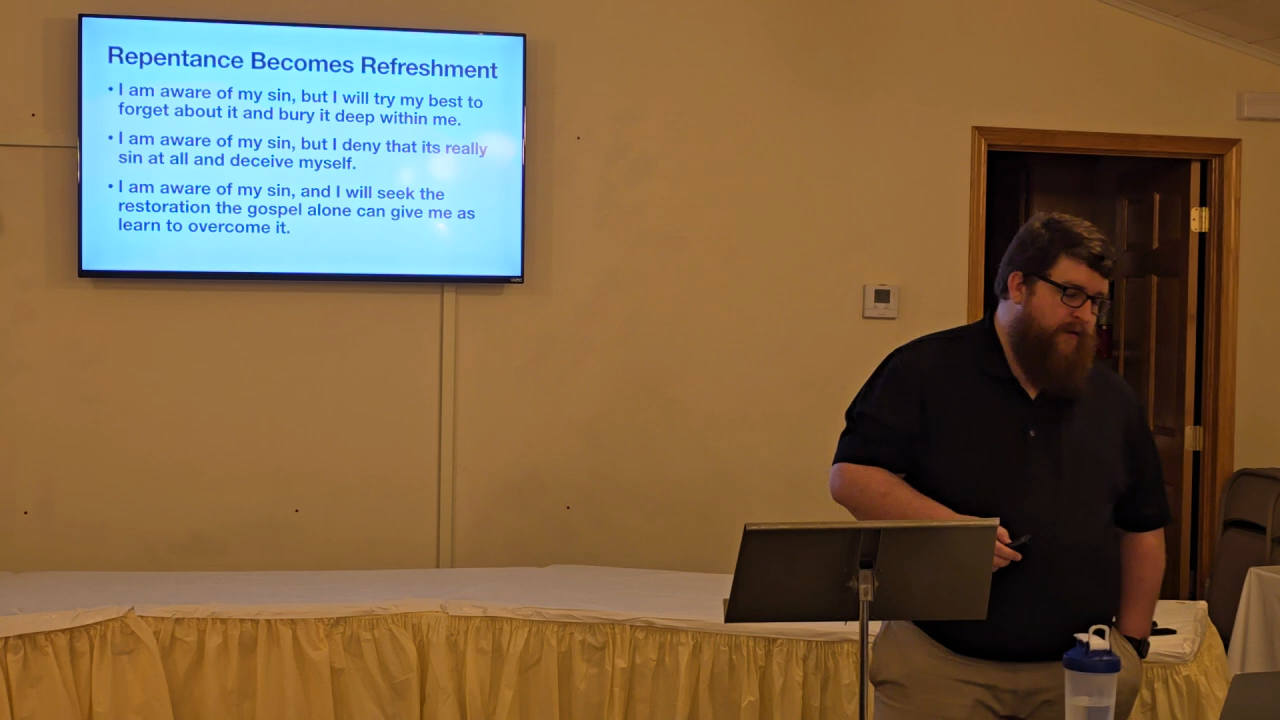 Repentance Becomes Refreshment
• I am aware of my sin, but I will try my best to
forget about it and bury it deep within me.
• I am aware of my sin, but I deny that its really
sin at all and deceive myself.
• I am aware of my sin, and I will seek the
restoration the gospel alone can give me as
learn to overcome it.